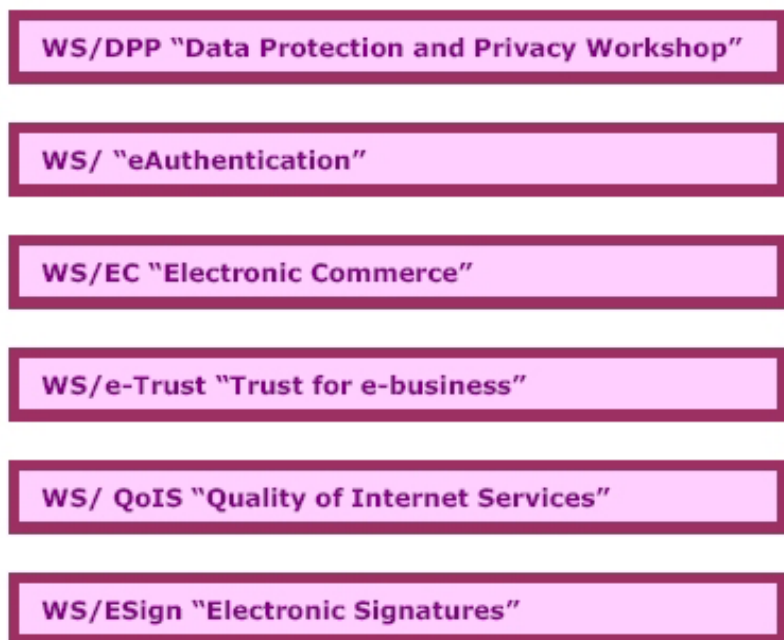 WS/DPP “Data Protection and Privacy Workshop”
WS/ “eAuthentication”
WS/EC “Electronic Commerce”
WS/e-Trust “Trust for e-business”
WS/ QoIS “Quality of Internet Services”
WS/ESign “Electronic Signatures”